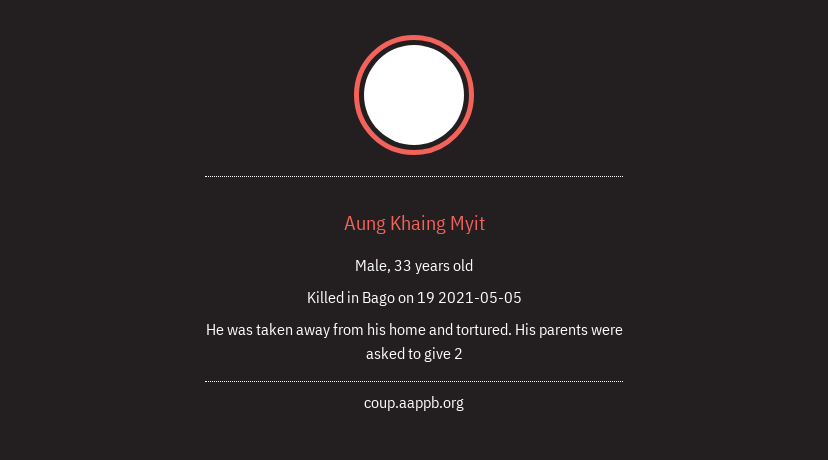 Aung Khaing Myit
Male, 33 years old
Killed in Bago on 19 2021-05-05
He was taken away from his home and tortured. His parents were
asked to give 2
coup.aappb.org